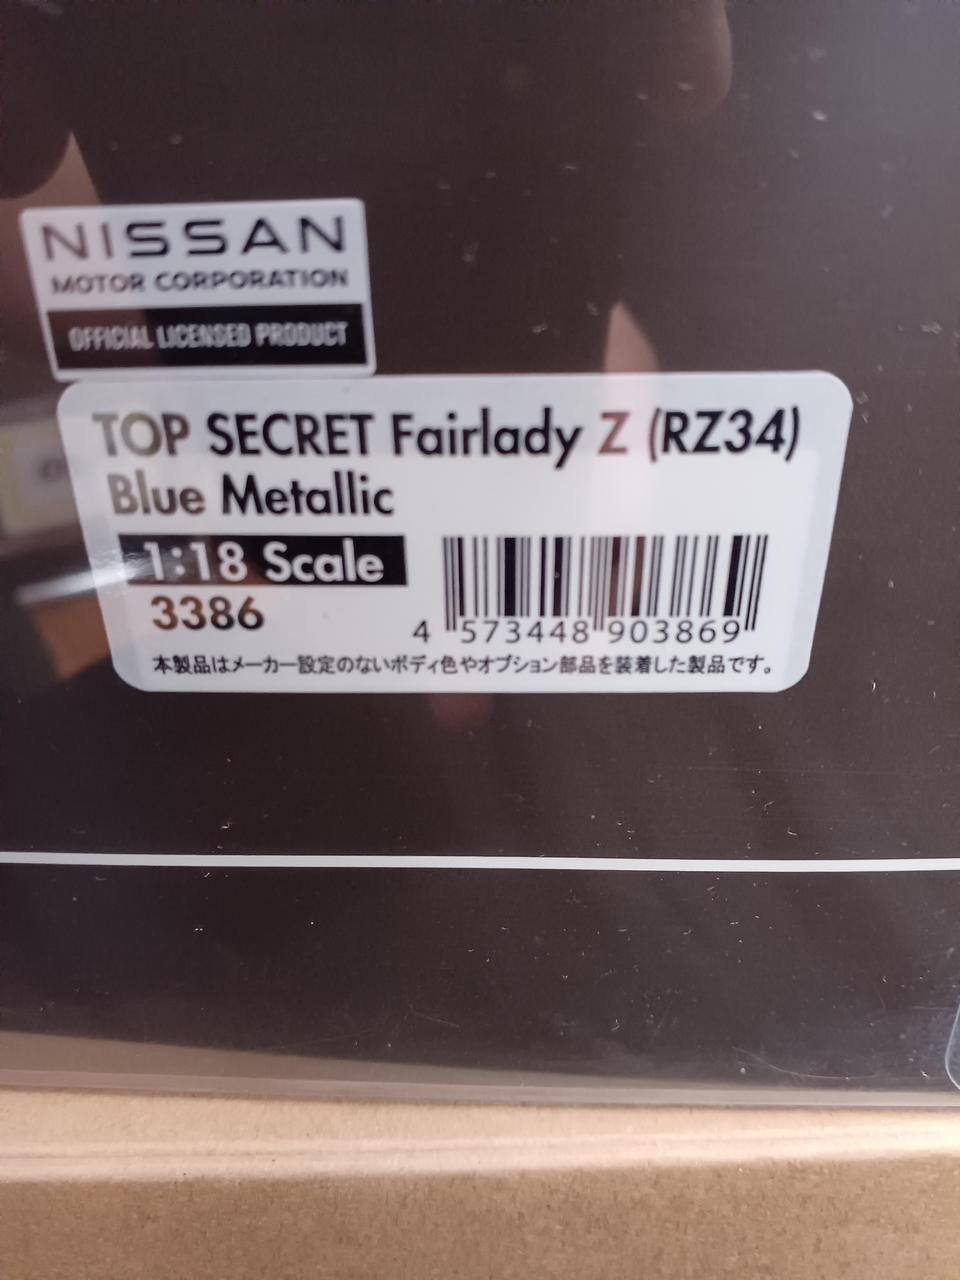 NISSAN
MOTOR CORPORATION
OFFICIAL LICENSED PRODUCT
TOP SECRET Fairlady Z (RZ34)
Blue Metallic
1:18 Scale
3386
4 573448 903869
本製品はメーカー設定のないボディ色やオプション部品を装着した製品です。